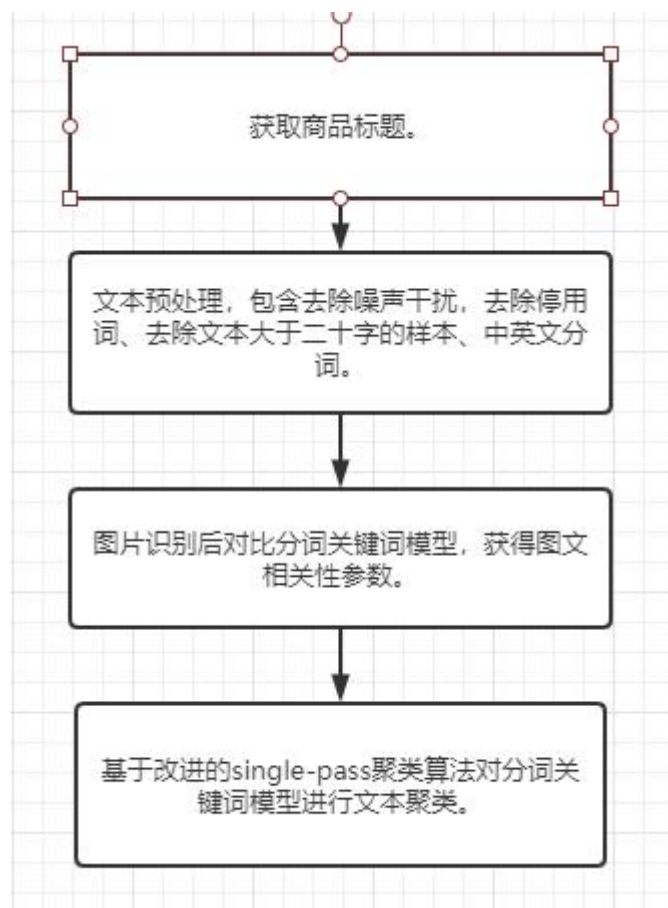 获取商品标题。
文本预处理，包含去除噪声干扰，去除停用
词、去除文本大于二十字的样本、中英文分
词。
图片识别后对比分词关键词模型，获得图文
相关性参数。
基于改进的single-pass聚类算法对分词关
键词模型进行文本聚类。